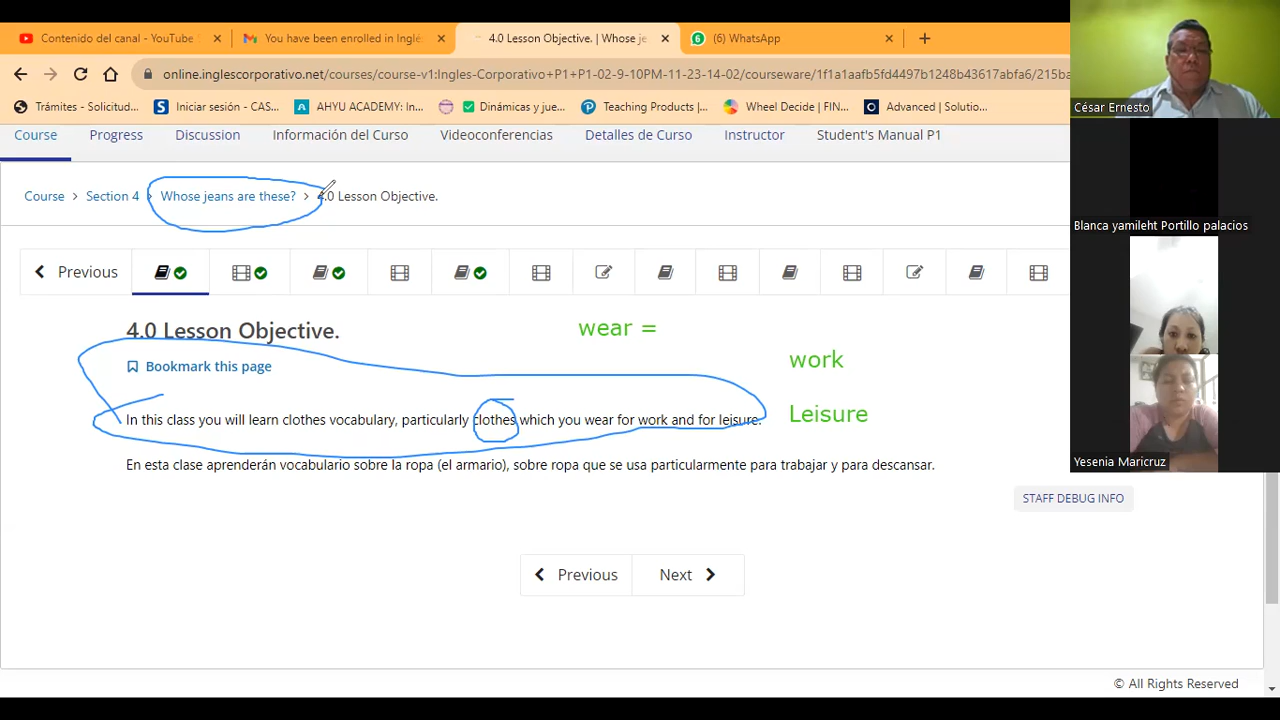 Contenido del canal - YouTube
You have been enrolled in Inglé
4.0 Lesson Objective. | Whose je
6
(6) WhatsApp
online.inglescorporativo.net/courses/course-v1:Ingles-Corporativo+P1+P1-02-9-10PM-11-23-14-02/courseware/1f1a1aafb5fd4497b1248b43617abfa6/215ba
Trámites - Solicitud...
Iniciar sesión - CAS...
AHYU ACADEMY: In...
Dinámicas y jue...
Teaching Products |...
Wheel Decide | FIN...
Advanced | Solutio...
César Ernesto
Course
Progress
Discussion
Información del Curso
Videoconferencias
Detalles de Curso
Instructor
Student's Manual P1
Course > Section 4 > Whose jeans are these? > 4.0 Lesson Objective.
Blanca yamileht Portillo palacios
Previous
4.0 Lesson Objective.
wear =
Bookmark this page
work
In this class you will learn clothes vocabulary, particularly clothes which you wear for work and for leisure.
Leisure
En esta clase aprenderán vocabulario sobre la ropa (el armario), sobre ropa que se usa particularmente para trabajar y para descansar.
Yesenia Maricruz
STAFF DEBUG INFO
Previous
Next
© All Rights Reserved